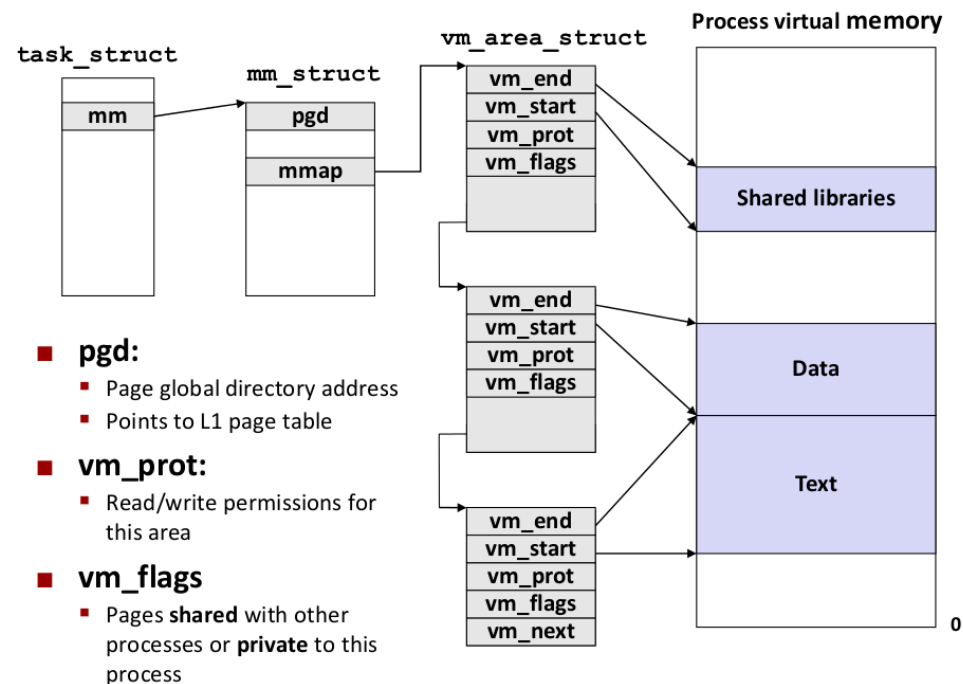 task_struct
mm
mm_struct
pgd
mmap
vm_area_struct
vm_end
vm_start
vm_prot
vm_flags
vm_end
vm_start
vm_prot
vm_flags
vm_end
vm_start
vm_prot
vm_flags
vm_next
Process virtual memory
Shared libraries
Data
Text
0
pgd:
Page global directory address
Points to L1 page table
vm_prot:
Read/write permissions for
this area
vm_flags
Pages shared with other
processes or private to this
process